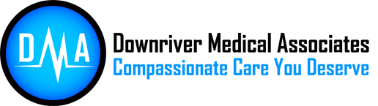 DMA
Downriver Medical Associates
Compassionate Care You Deserve